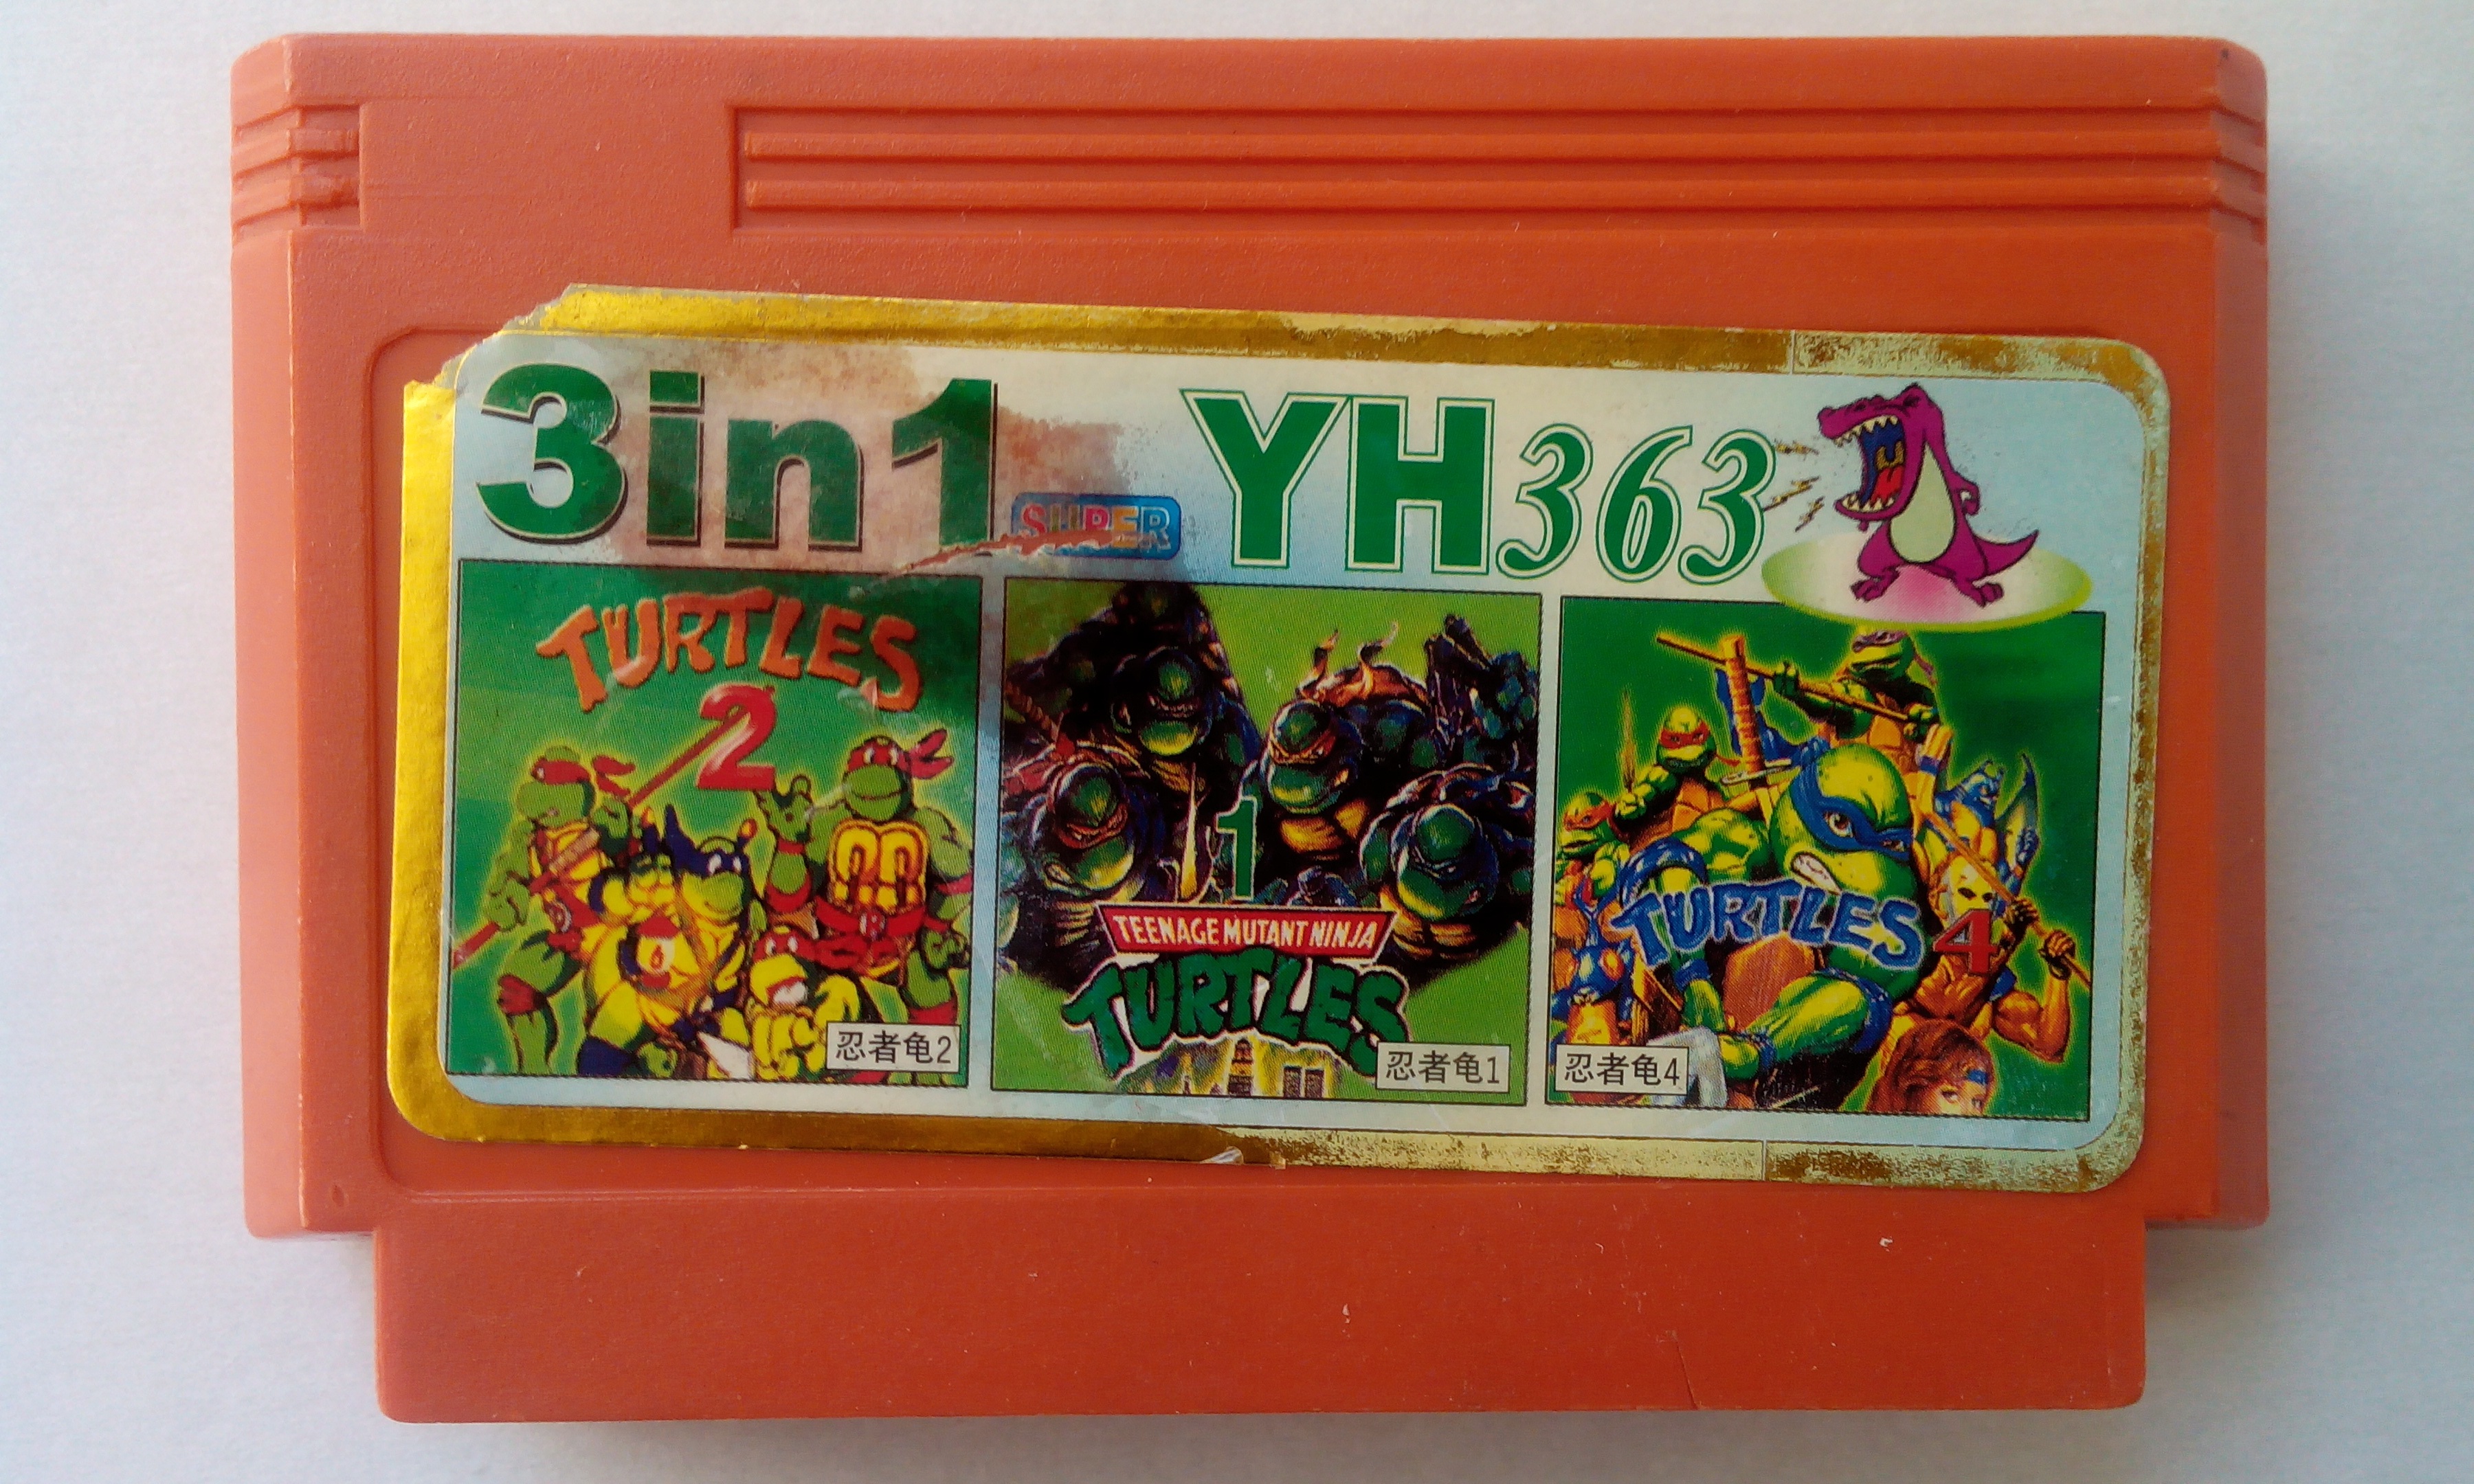 3in1
SUPER
YH363
TURTLES
2
忍者龟2
1
TEENAGE MUTANT NINJA
TURTLES
忍者龟1
TURTLES 4
忍者龟4